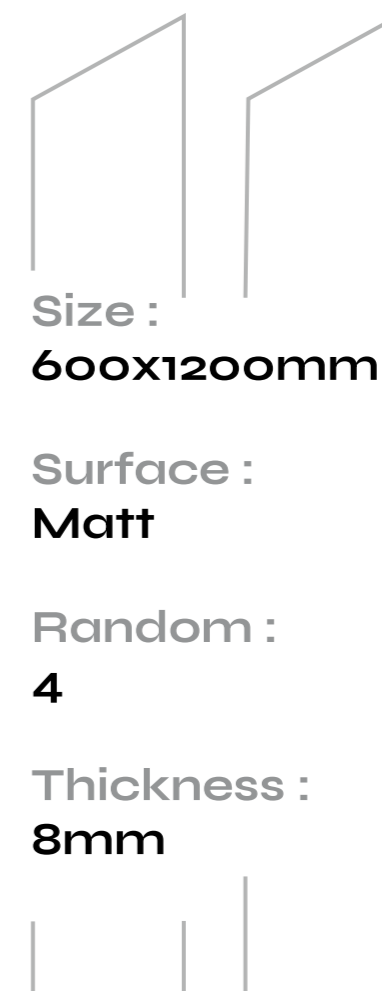 Size :
600x1200mm
Surface :
Matt
Random :
4
Thickness :
8mm